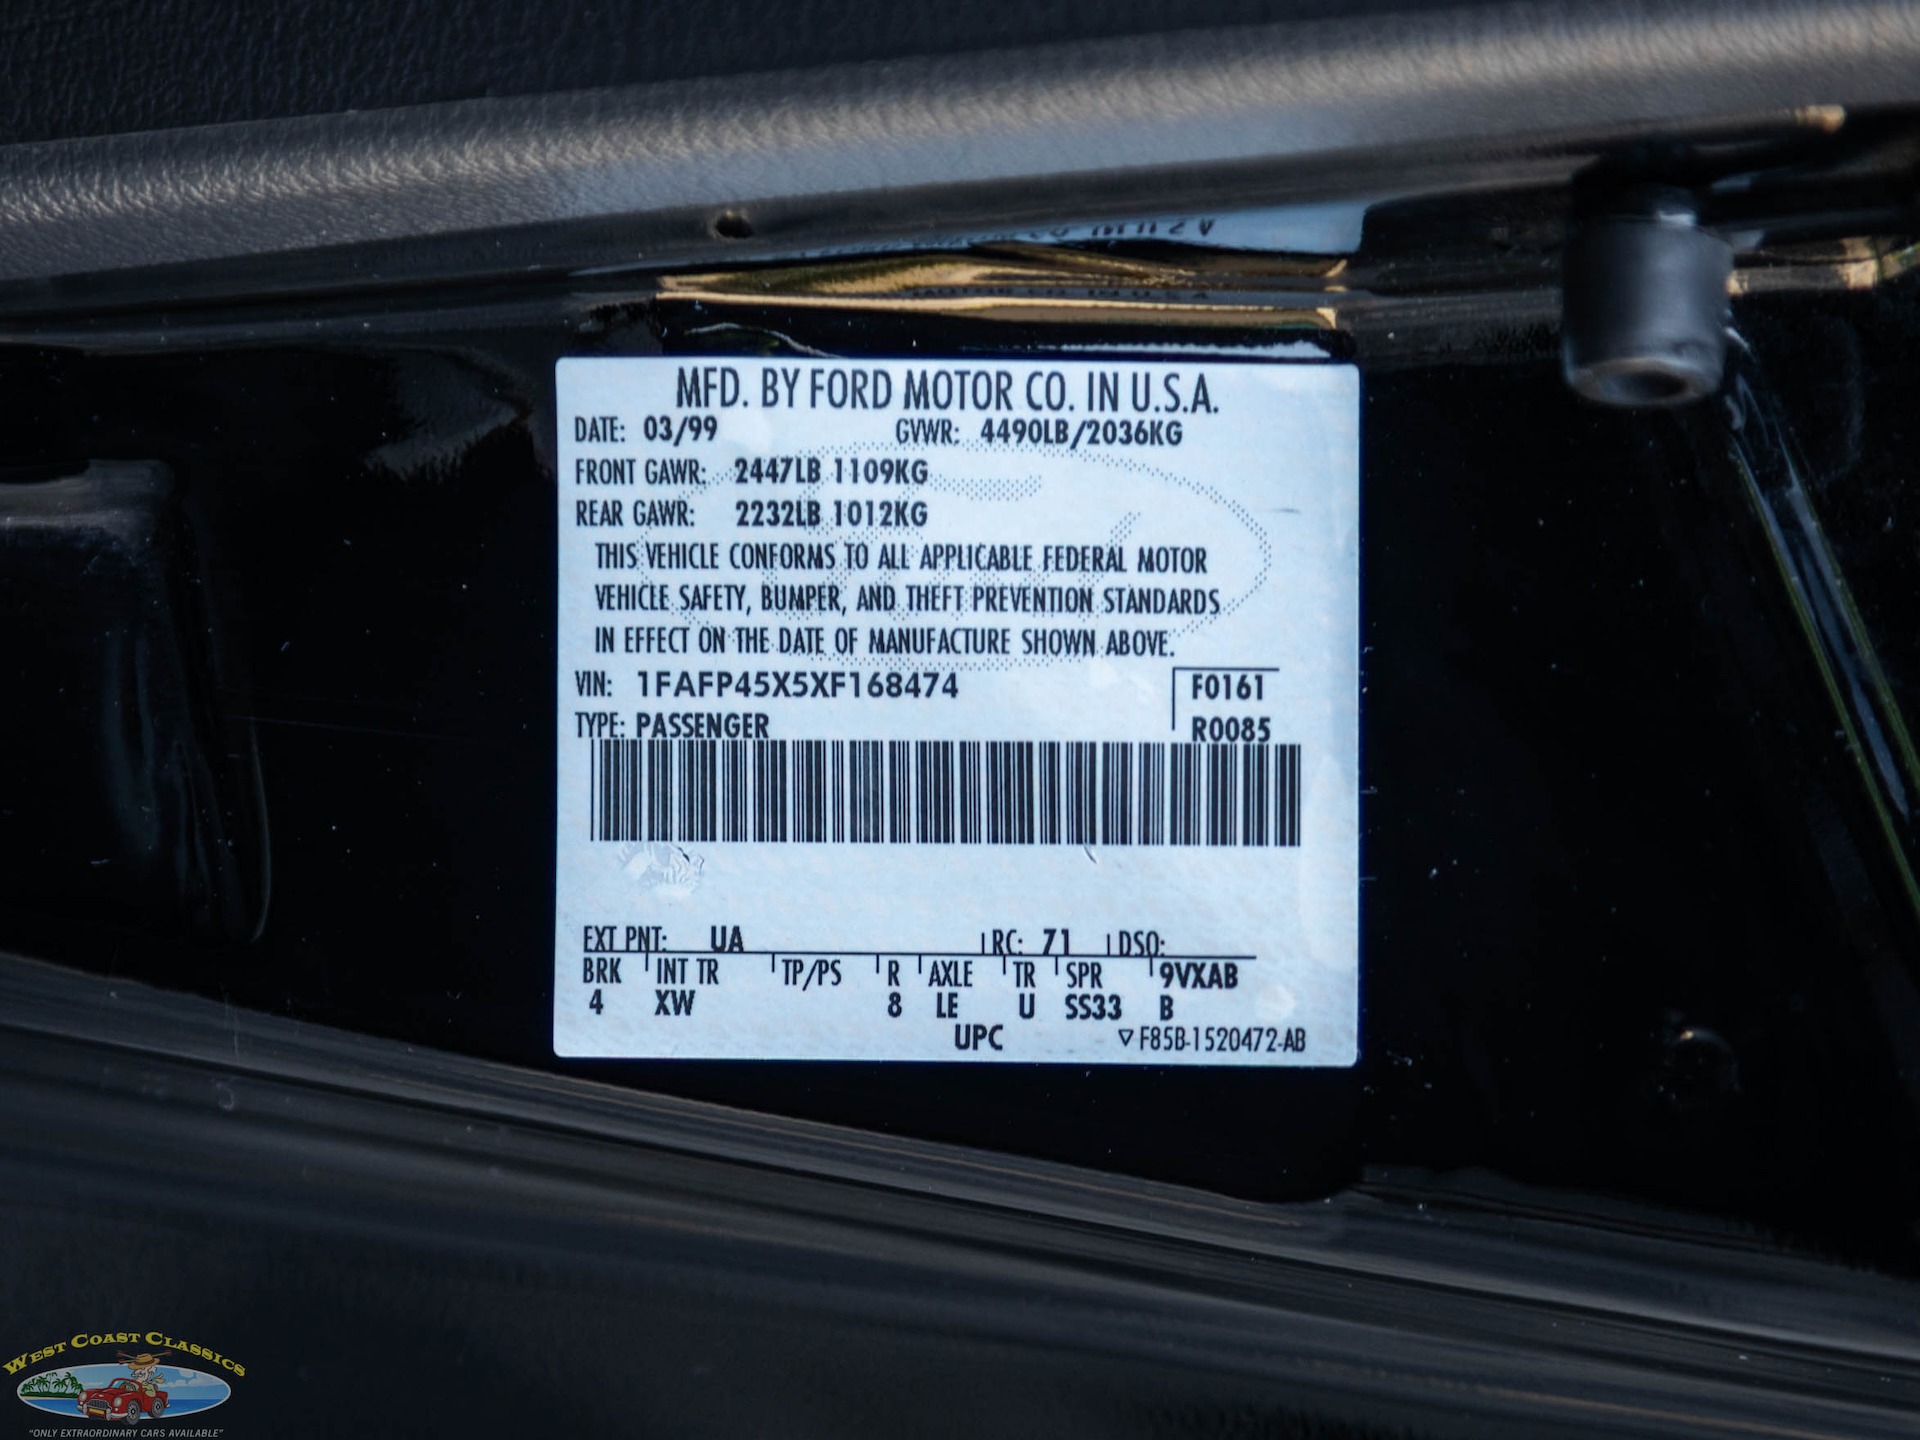 MFD. BY FORD MOTOR CO. IN U.S.A.
DATE: 03/99 GVWR: 4490LB/2036KG
FRONT GAWR: 2447LB 1109KG
REAR GAWR: 2232LB 1012KG
THIS VEHICLE CONFORMS TO ALL APPLICABLE FEDERAL MOTOR
VEHICLE SAFETY, BUMPER, AND THEFT PREVENTION STANDARDS
IN EFFECT ON THE DATE OF MANUFACTURE SHOWN ABOVE.
VIN: 1FAFP45X5XF168474 F0161
TYPE: PASSENGER R0085
EXT PNT: UA RC: 71 DSO:
BRK INT TR TP/PS R AXLE TR SPR 9VXAB
4 XW 8 LE U SS33 B
UPC ▽F85B-1520472-AB
WEST COAST CLASSICS
"ONLY EXTRAORDINARY CARS AVAILABLE"